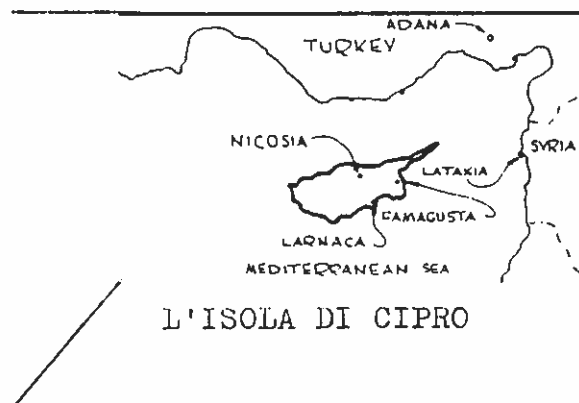 ADANA
TURKEY
NICOSIA
SYRIA
LATAKIA
FAMAGUSTA
LARNACA
MEDITERRANEAN SEA
L'ISOLA DI CIPRO